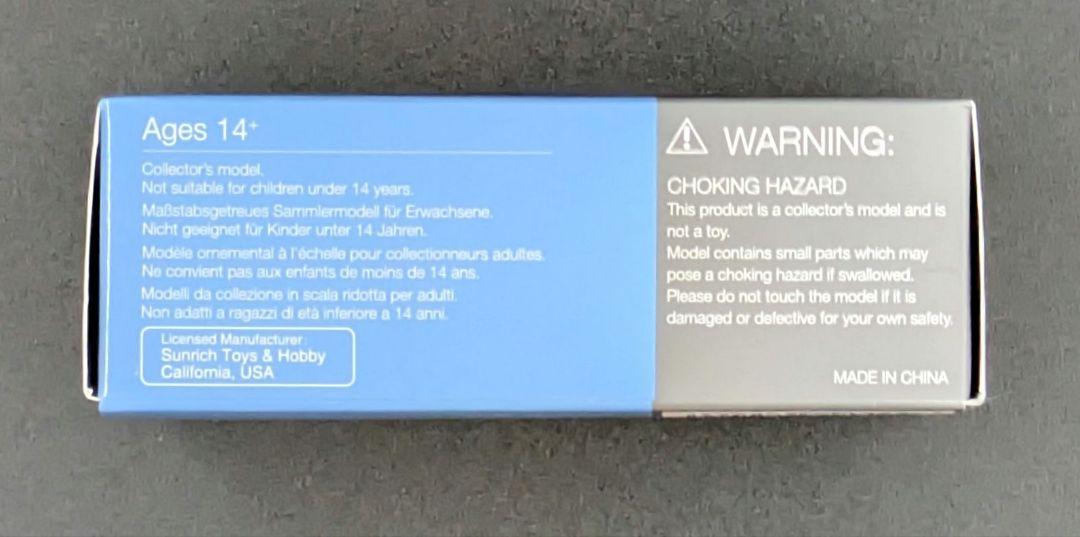 Ages 14+
Collector's model.
Not suitable for children under 14 years.
Maßstabsgetreues Sammlermodell für Erwachsene.
Nicht geeignet für Kinder unter 14 Jahren.
Modèle ornemental à l'échelle pour collectionneurs adultes.
Ne convient pas aux enfants de moins de 14 ans.
Modelli da collezione in scala ridotta per adulti.
Non adatti a ragazzi di età inferiore a 14 anni.
Licensed Manufacturer:
Sunrich Toys & Hobby
California, USA
WARNING:
CHOKING HAZARD
This product is a collector's model and is
not a toy.
Model contains small parts which may
pose a choking hazard if swallowed.
Please do not touch the model if it is
damaged or defective for your own safety.
MADE IN CHINA